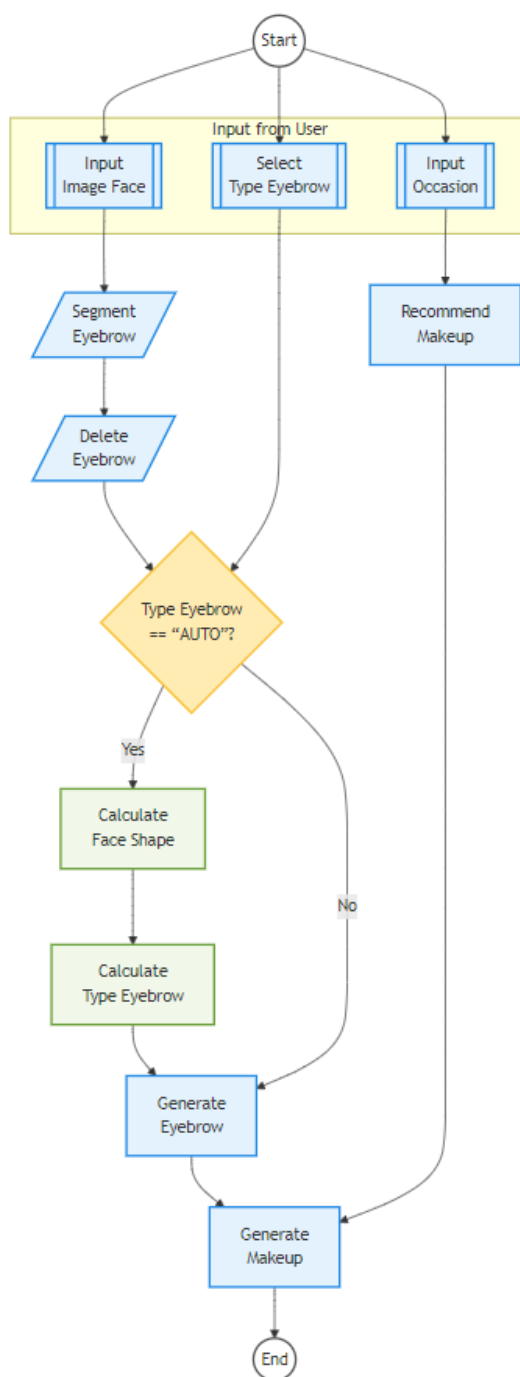 Start
Input from User
Input
Image Face
Select
Type Eyebrow
Input
Occasion
Segment
Eyebrow
Recommend
Makeup
Delete
Eyebrow
Type Eyebrow
== “AUTO”?
Yes
Calculate
Face Shape
No
Calculate
Type Eyebrow
Generate
Eyebrow
Generate
Makeup
End